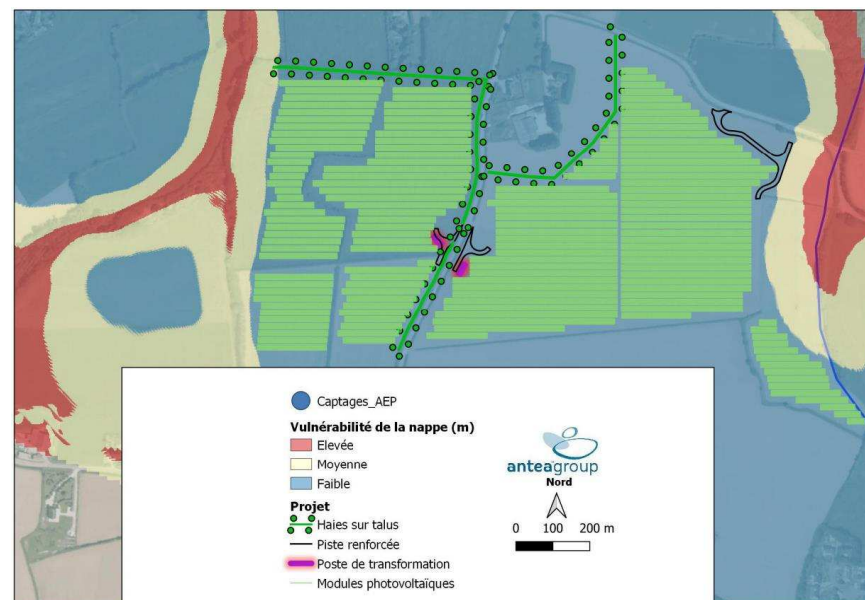 Captages_AEP
Vulnérabilité de la nappe (m)
Elevée
Moyenne
Faible
Projet
Haies sur talus
Piste renforcée
Poste de transformation
Modules photovoltaïques
anteagroup
Nord
0 100 200 m